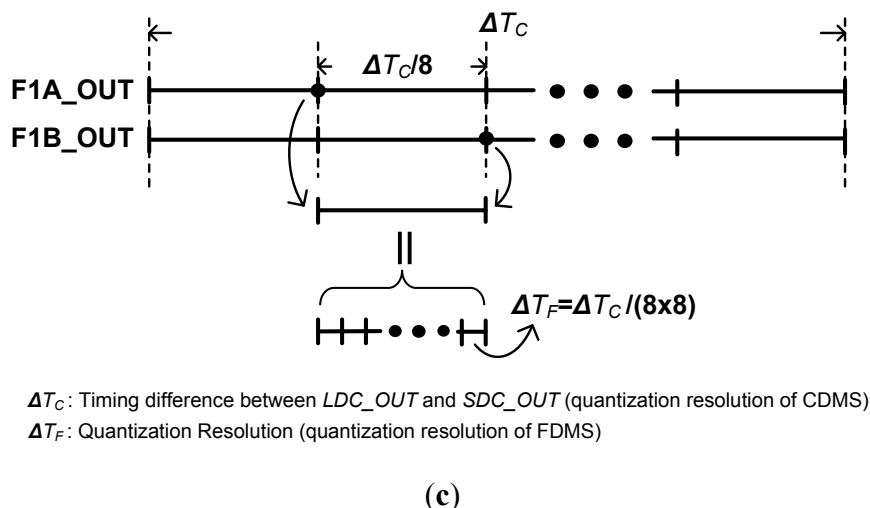 ΔT_C
ΔT_C/8
F1A_OUT
F1B_OUT
ΔT_F=ΔT_C/(8x8)
ΔT_C: Timing difference between LDC_OUT and SDC_OUT (quantization resolution of CDMS)
ΔT_F: Quantization Resolution (quantization resolution of FDMS)
(c)